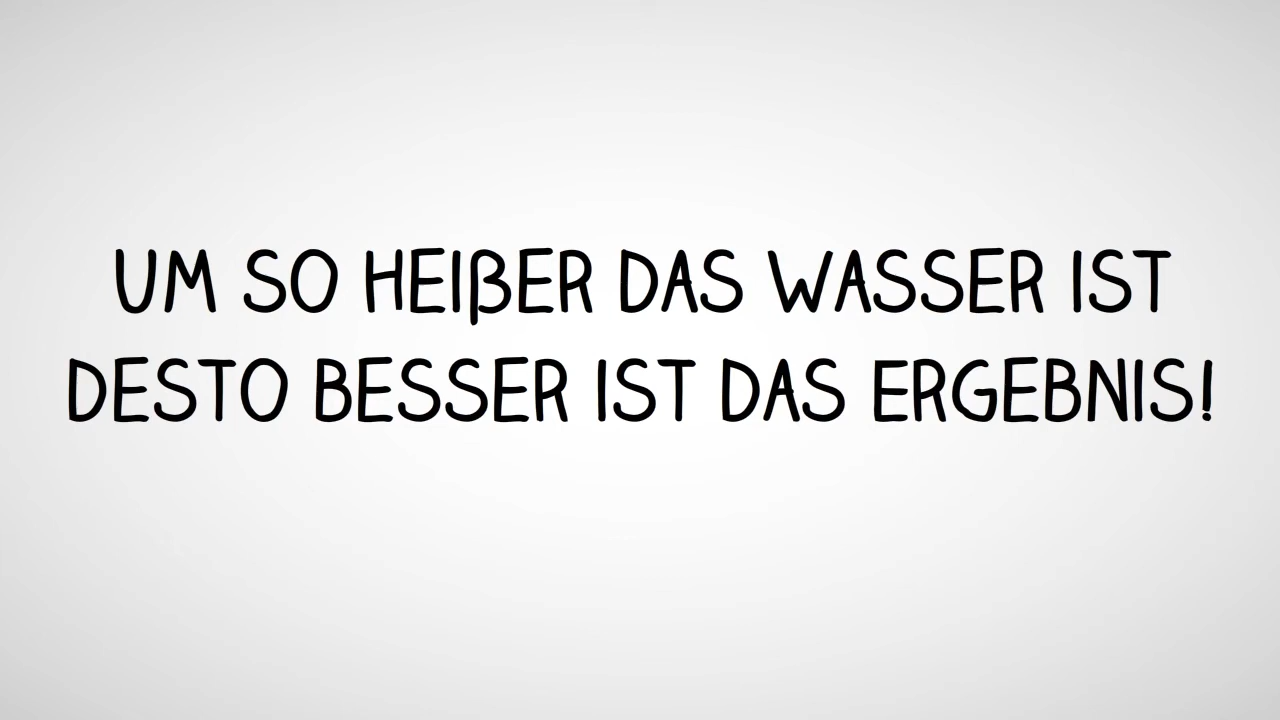 UM SO HEIßER DAS WASSER IST
DESTO BESSER IST DAS ERGEBNIS!